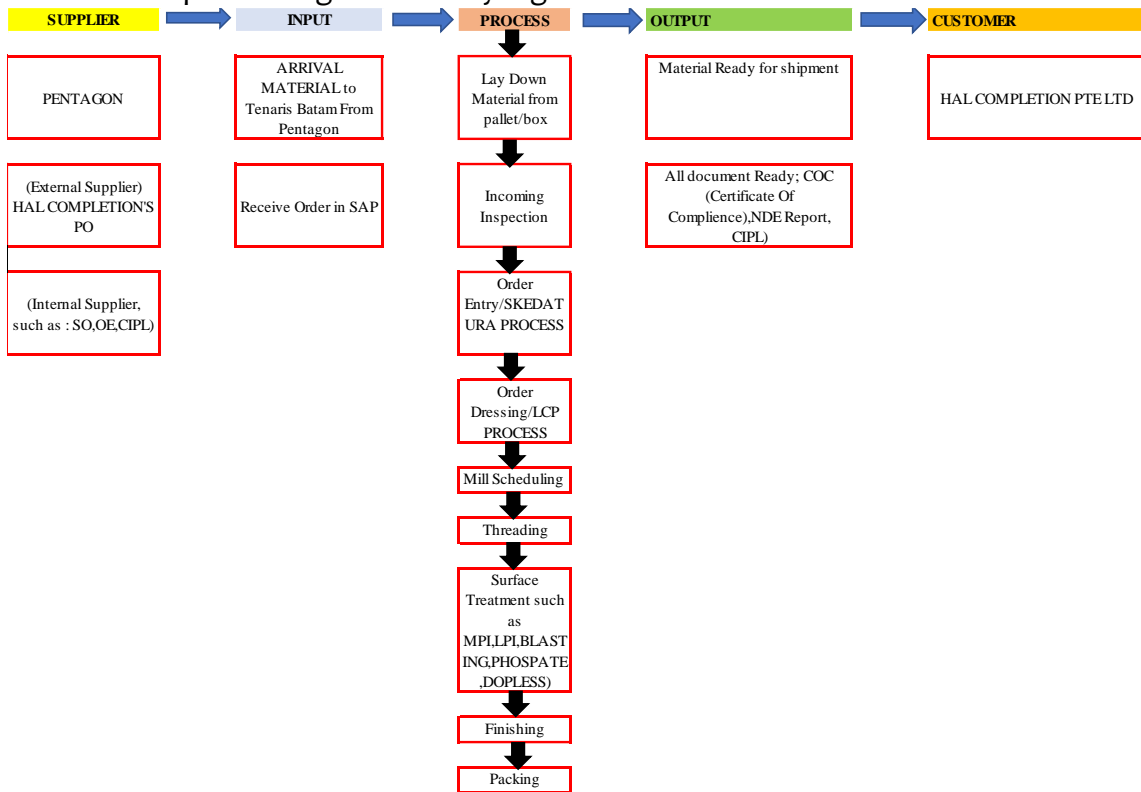 SUPPLIER
INPUT
PROCESS
OUTPUT
CUSTOMER
PENTAGON
ARRIVAL
MATERIAL to
Tenaris Batam From
Pentagon
Lay Down
Material from
pallet/box
Material Ready for shipment
HAL COMPLETION PTE LTD
(External Supplier)
HAL COMPLETION'S
PO
Receive Order in SAP
Incoming
Inspection
All document Ready; COC
(Certificate Of
Complience),NDE Report,
CIPL)
(Internal Supplier,
such as : SO,OE,CIPL)
Order
Entry/SKEDAT
URA PROCESS
Order
Dressing/LCP
PROCESS
Mill Scheduling
Threading
Surface
Treatment such
as
MPI,LPI,BLAST
ING,PHOSPATE
,DOPLESS)
Finishing
Packing